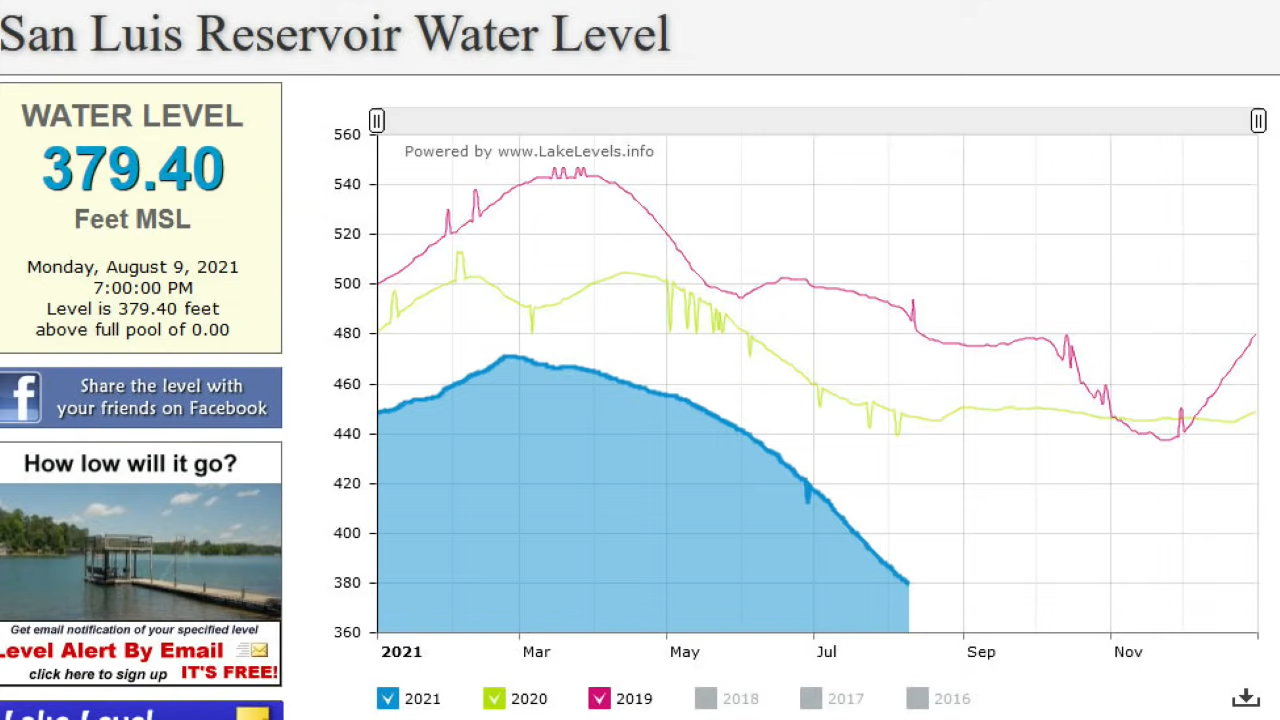 San Luis Reservoir Water Level
WATER LEVEL
379.40
Feet MSL
Monday, August 9, 2021
7:00:00 PM
Level is 379.40 feet
above full pool of 0.00
f
Share the level with
your friends on Facebook
How low will it go?
Get email notification of your specified level
Level Alert By Email
click here to sign up IT'S FREE!
Lake Level
Powered by www.LakeLevels.info
560
540
520
500
480
460
440
420
400
380
360
2021 Mar May Jul Sep Nov
2021 2020 2019 2018 2017 2016